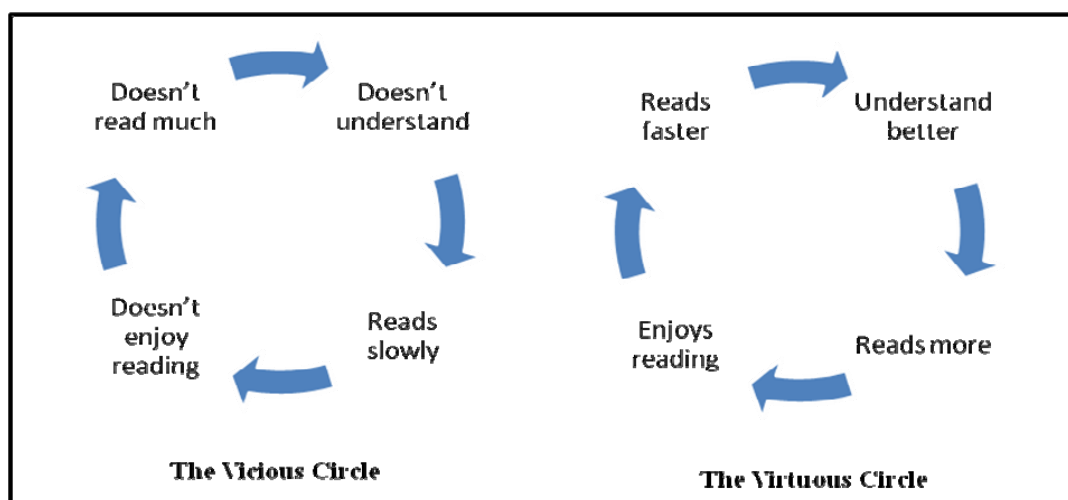 Doesn't
read much
Doesn't
understand
Reads
slowly
Doesn't
enjoy
reading
The Vicious Circle
Reads
faster
Understand
better
Reads more
Enjoys
reading
The Virtuous Circle